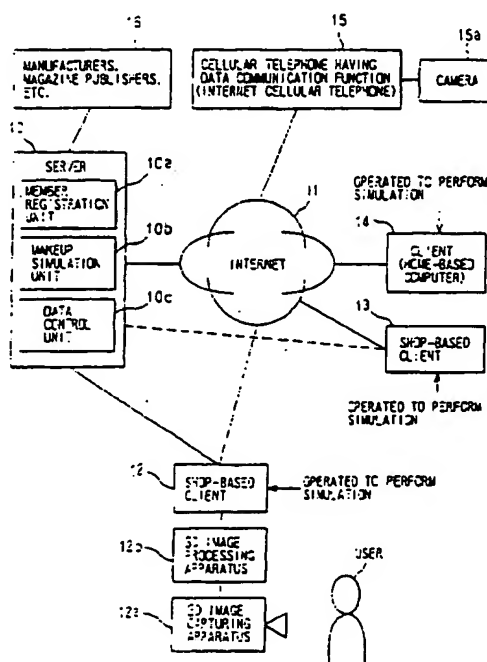 16
MANUFACTURERS,
MAGAZINE PUBLISHERS,
ETC.
15
CELLULAR TELEPHONE HAVING
DATA COMMUNICATION FUNCTION
(INTERNET CELLULAR TELEPHONE)
15a
CAMERA
10
SERVER
10a
MEMBER
REGISTRATION
UNIT
10b
MAKEUP
SIMULATION
UNIT
10c
DATA
CONTROL
UNIT
11
INTERNET
OPERATED TO PERFORM
SIMULATION
14
CLIENT
(HOME-BASED
COMPUTER)
13
SHOP-BASED
CLIENT
OPERATED TO PERFORM
SIMULATION
12
SHOP-BASED
CLIENT
OPERATED TO PERFORM
SIMULATION
12b
3D IMAGE
PROCESSING
APPARATUS
12a
3D IMAGE
CAPTURING
APPARATUS
USER